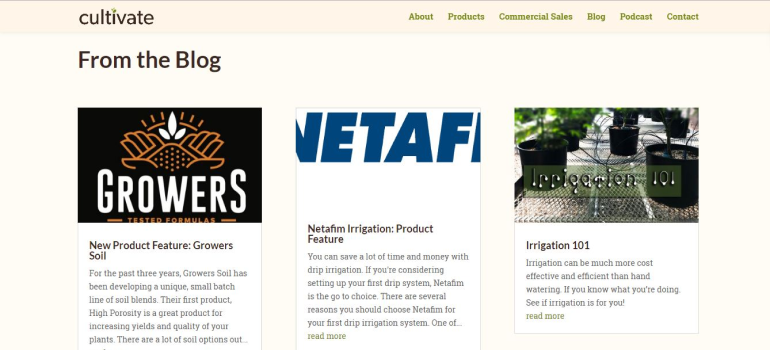 cultivate
About Products Commercial Sales Blog Podcast Contact
From the Blog
GROWERS
TESTED FORMULAS
New Product Feature: Growers
Soil
For the past three years, Growers Soil has
been developing a unique, small batch
line of soil blends. Their first product,
High Porosity is a great product for
increasing yields and quality of your
plants. There are a lot of soil options out...
NETAFI
Netafim Irrigation: Product
Feature
You can save a lot of time and money with
drip irrigation. If you're considering
setting up your first drip system, Netafim
is the go to choice. There are several
reasons you should choose Netafim for
your first drip irrigation system. One of...
read more
Irrigation 101
Irrigation 101
Irrigation can be much more cost
effective and efficient than hand
watering. If you know what you're doing.
See if irrigation is for you!
read more